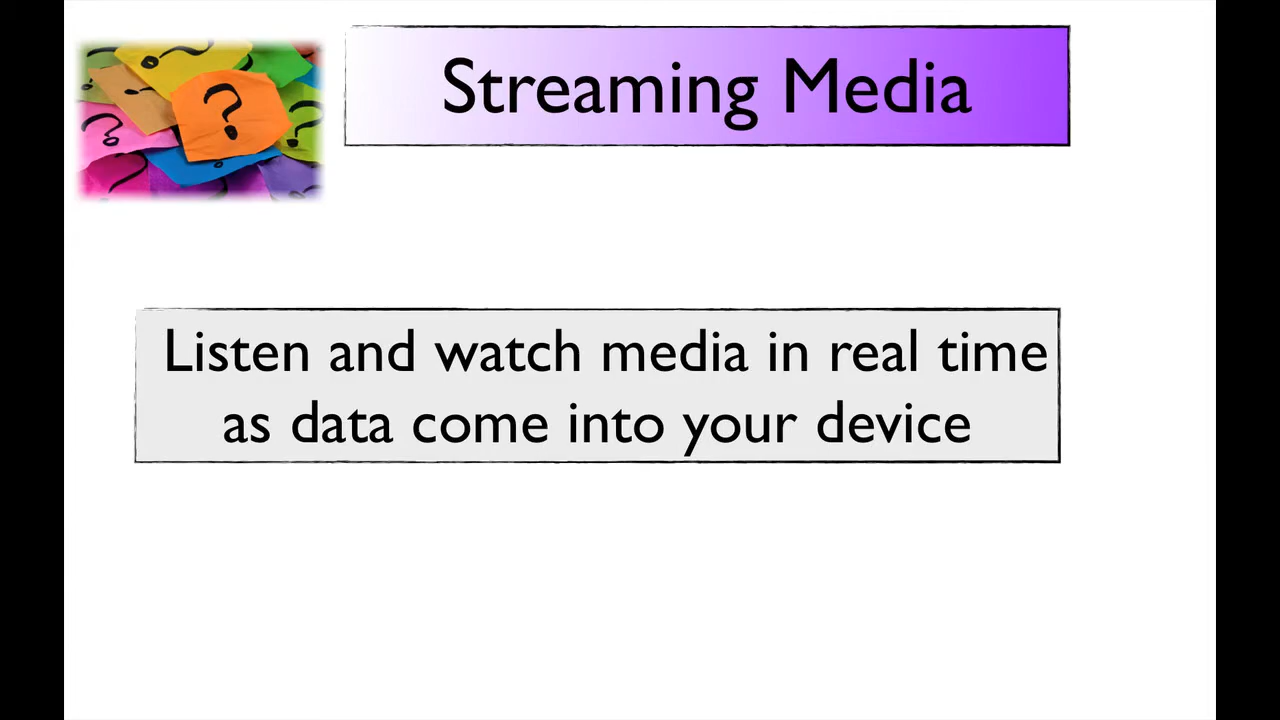 Streaming Media
Listen and watch media in real time
as data come into your device